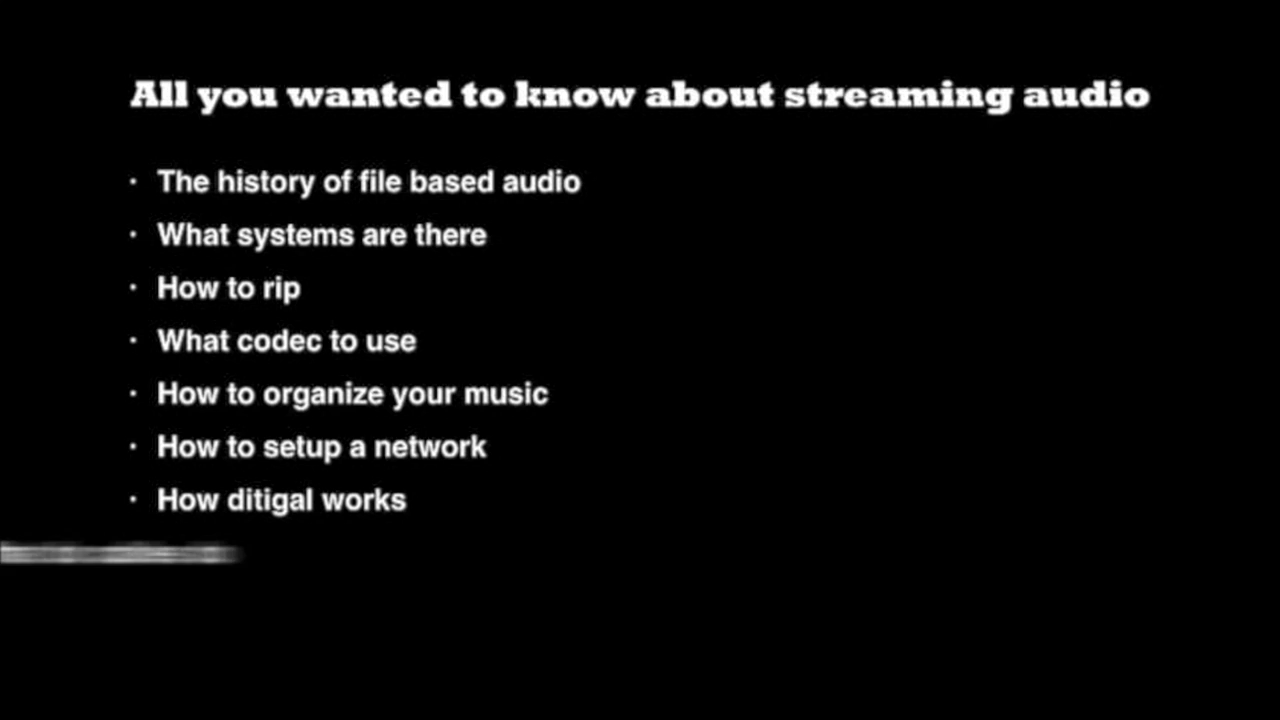 All you wanted to know about streaming audio
· The history of file based audio
· What systems are there
· How to rip
· What codec to use
· How to organize your music
· How to setup a network
· How ditigal works